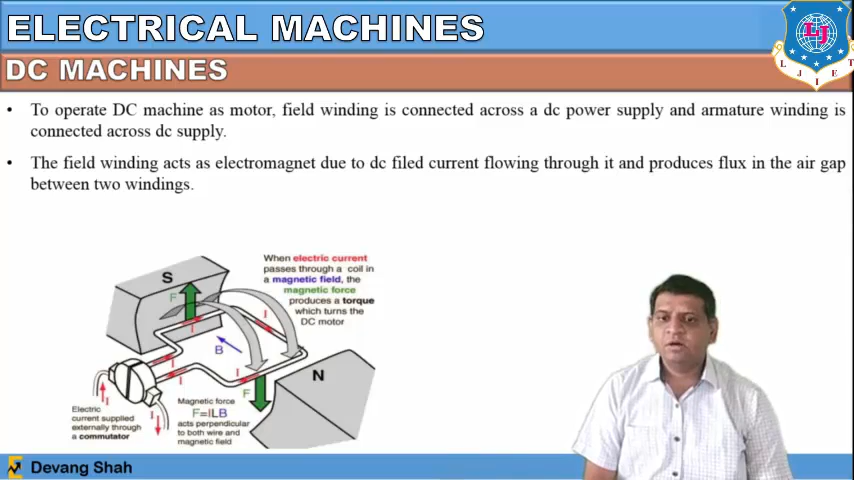 ELECTRICAL MACHINES
DC MACHINES
LJ
L J I E T
• To operate DC machine as motor, field winding is connected across a dc power supply and armature winding is
connected across dc supply.
• The field winding acts as electromagnet due to dc filed current flowing through it and produces flux in the air gap
between two windings.
When electric current
passes through a coil in
a magnetic field, the
magnetic force
produces a torque
which turns the
DC motor
S
F
I
I
B
I
I
I
N
F
I
I
Electric
current supplied
externally through
a commutator
Magnetic force
F=ILB
acts perpendicular
to both wire and
magnetic field
Devang Shah